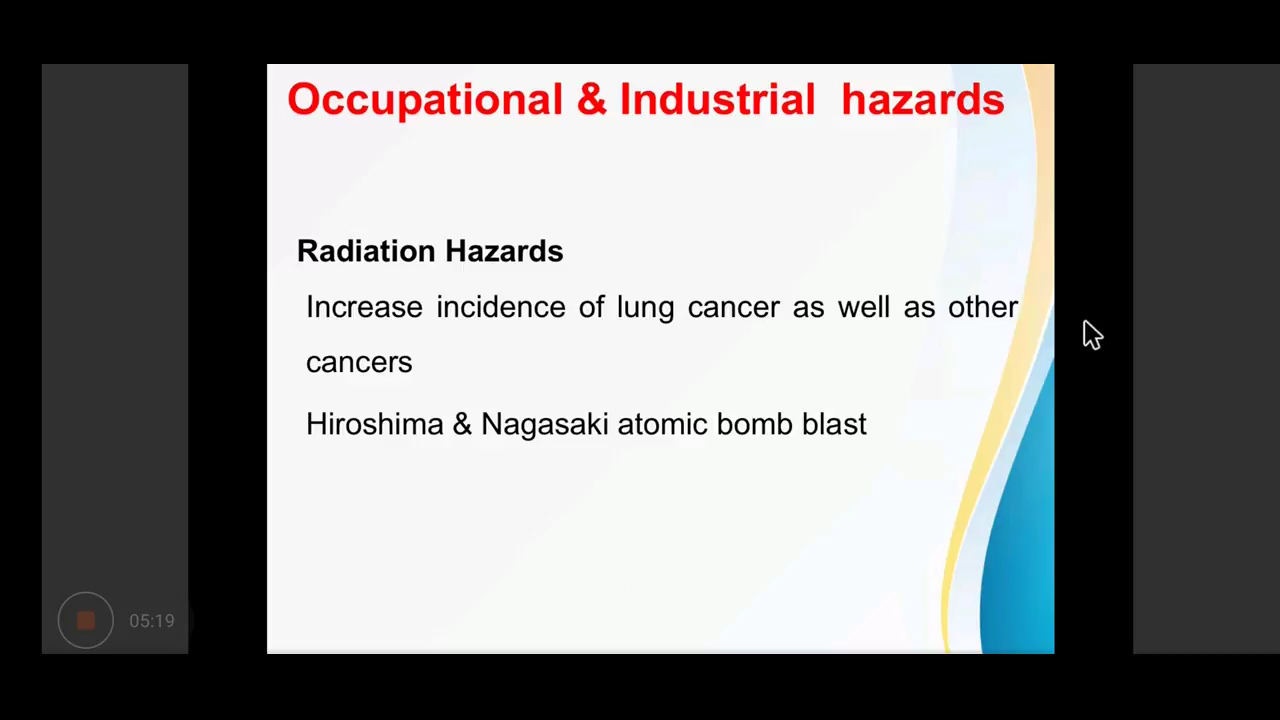 Occupational & Industrial hazards
Radiation Hazards
Increase incidence of lung cancer as well as other
cancers
Hiroshima & Nagasaki atomic bomb blast
05:19